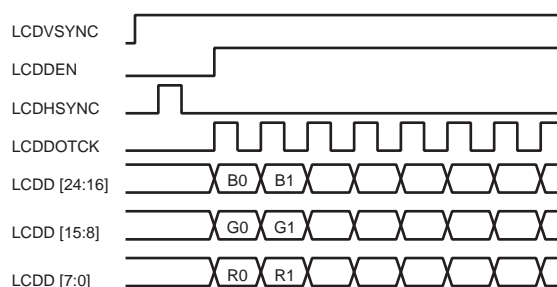 LCDVSYNC
LCDDEN
LCDHSYNC
LCDDOTCK
LCDD [24:16] B0 B1
LCDD [15:8] G0 G1
LCDD [7:0] R0 R1